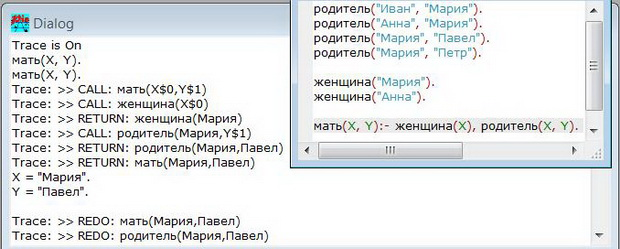 Dialog
Trace is On
мать(X, Y).
мать(X, Y).
Trace: >> CALL: мать(X$0,Y$1)
Trace: >> CALL: женщина(X$0)
Trace: >> RETURN: женщина(Мария)
Trace: >> CALL: родитель(Мария,Y$1)
Trace: >> RETURN: родитель(Мария,Павел)
Trace: >> RETURN: мать(Мария,Павел)
X = "Мария".
Y = "Павел".
Trace: >> REDO: мать(Мария,Павел)
Trace: >> REDO: родитель(Мария,Павел)
родитель("Иван", "Мария").
родитель("Анна", "Мария").
родитель("Мария", "Павел").
родитель("Мария", "Петр").
женщина("Мария").
женщина("Анна").
мать(X, Y):- женщина(X), родитель(X, Y).